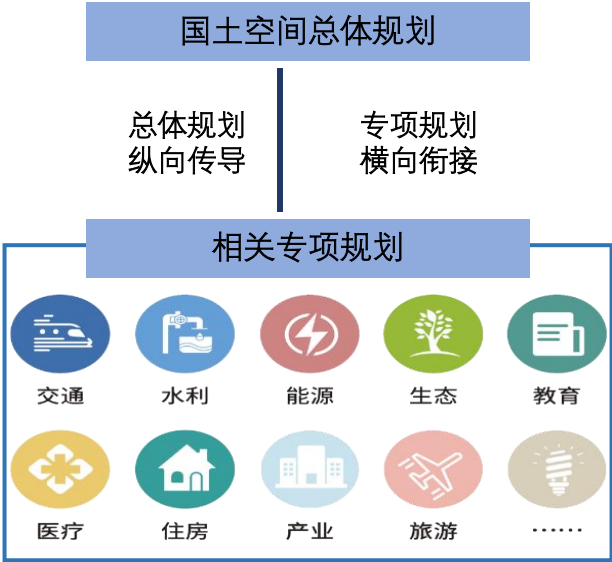 国土空间总体规划
总体规划
纵向传导
专项规划
横向衔接
相关专项规划
交通
水利
能源
生态
教育
医疗
住房
产业
旅游
……